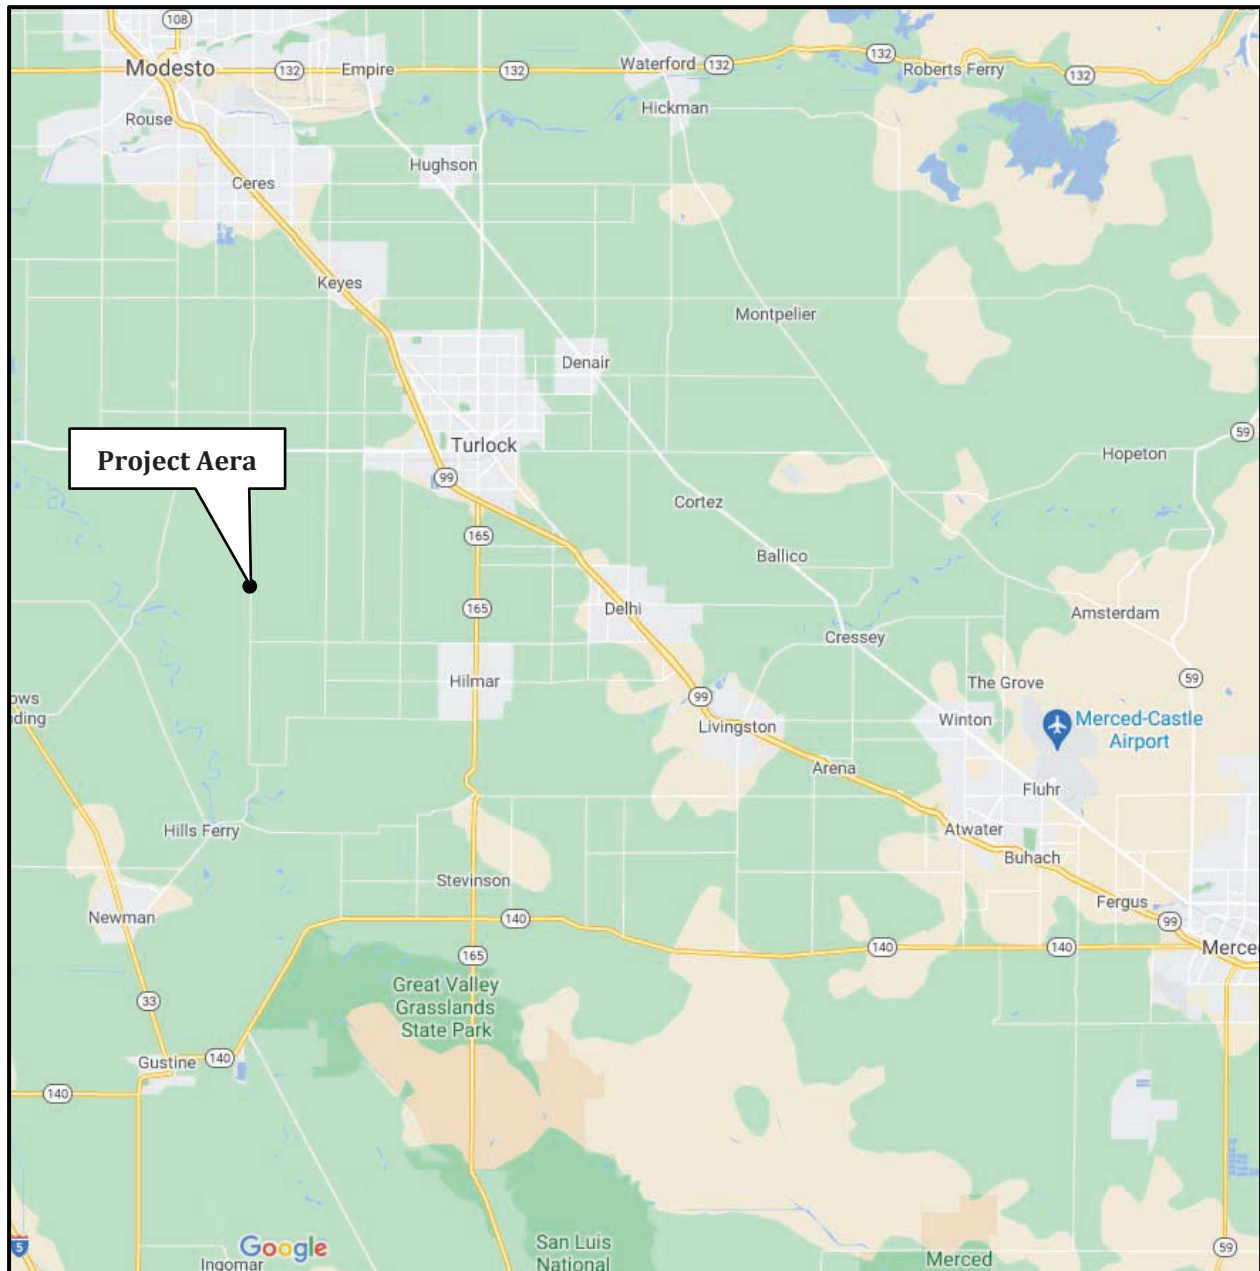 108
Modesto
132
Empire
132
Waterford
132
132
Roberts Ferry
132
Hickman
Rouse
Hughson
Ceres
Keyes
Montpelier
Denair
59
Project Aera
Turlock
Hopeton
99
Cortez
165
Ballico
165
Delhi
Amsterdam
Cressey
Hilmar
The Grove
59
ows
ding
99
Livingston
Winton
Merced-Castle
Airport
Arena
Fluhr
Hills Ferry
Atwater
Buhach
Stevinson
Fergus
Newman
140
99
165
140
140
Merce
Great Valley
Grasslands
State Park
33
Gustine
140
140
5
Google
Ingomar
San Luis
National
Merced
59